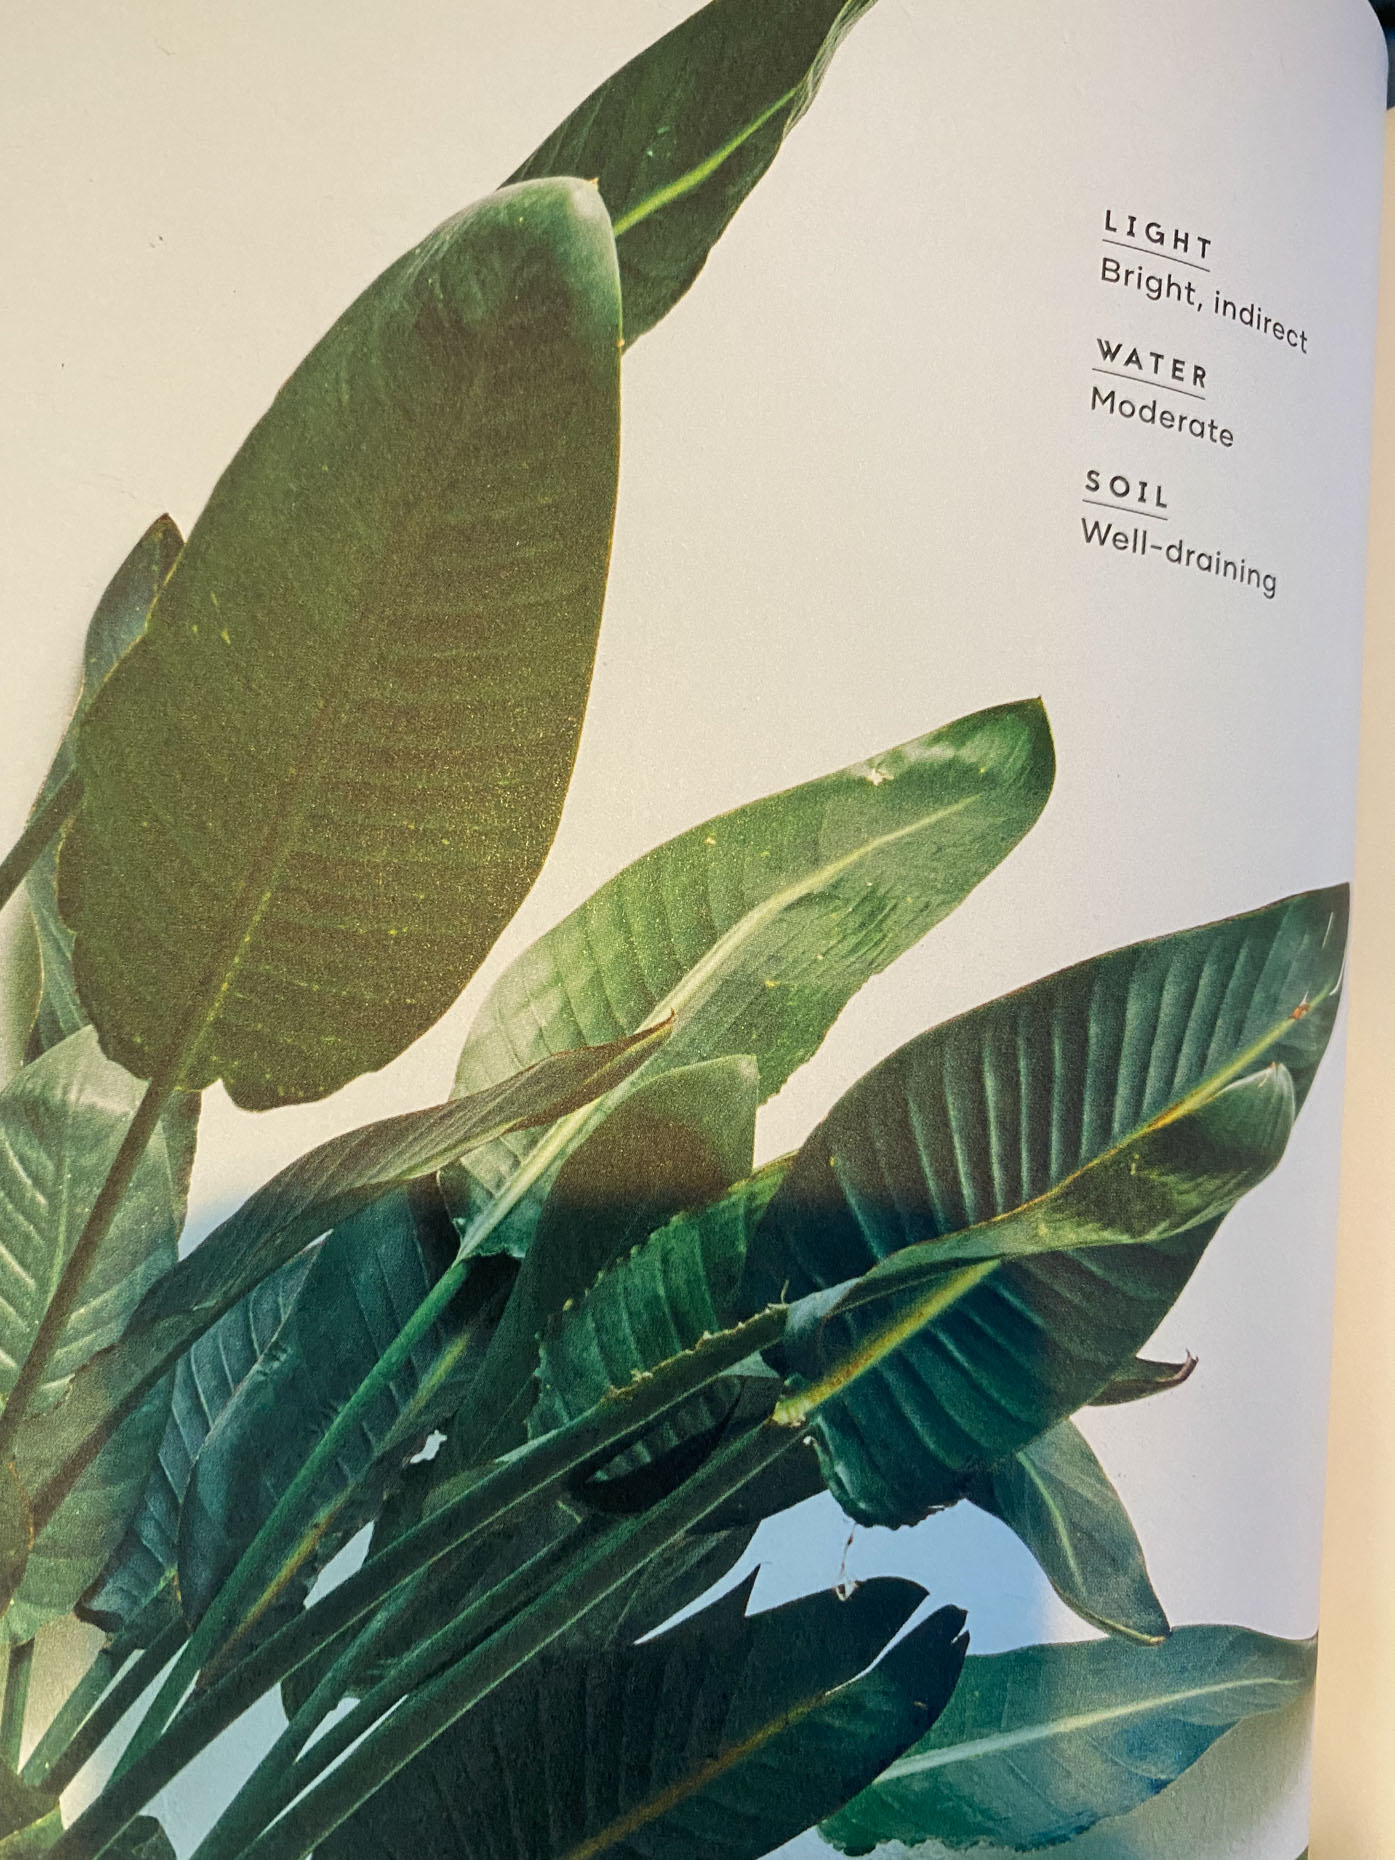 LIGHT
Bright, indirect
WATER
Moderate
SOIL
Well-draining